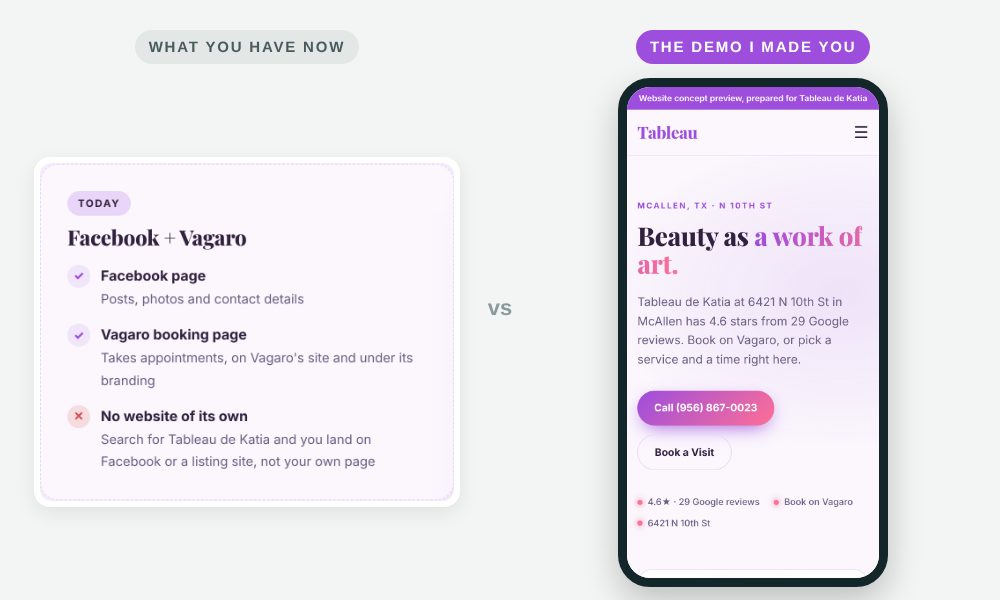 WHAT YOU HAVE NOW
TODAY
Facebook + Vagaro
Facebook page
Posts, photos and contact details
Vagaro booking page
Takes appointments, on Vagaro's site and under its
branding
No website of its own
Search for Tableau de Katia and you land on
Facebook or a listing site, not your own page
vs
THE DEMO I MADE YOU
Website concept preview, prepared for Tableau de Katia
Tableau
MCALLEN, TX · N 10TH ST
Beauty as a work of
art.
Tableau de Katia at 6421 N 10th St in
McAllen has 4.6 stars from 29 Google
reviews. Book on Vagaro, or pick a
service and a time right here.
Call (956) 867-0023
Book a Visit
4.6★ · 29 Google reviews
Book on Vagaro
6421 N 10th St